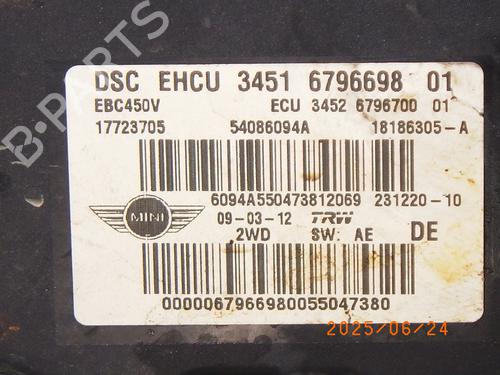 DSC EHCU 3451 6796698 01
EBC450V ECU 3452 6796700 01
17723705 54086094A 18186305-A
6094A550473812069 231220-10
MINI 09-03-12 TRW DE
2WD SW: AE
0000067966980055047380
2025/06/24